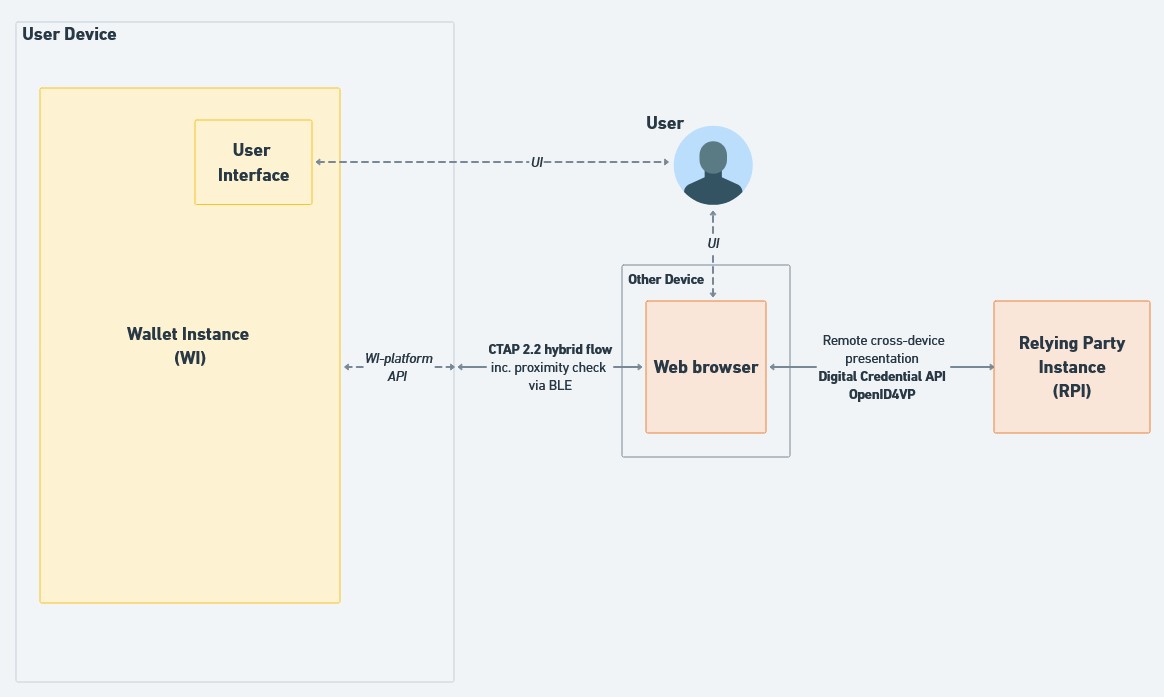 User Device
User
Interface
UI
User
UI
Other Device
Wallet Instance
(WI)
WI-platform
API
CTAP 2.2 hybrid flow
inc. proximity check
via BLE
Web browser
Remote cross-device
presentation
Digital Credential API
OpenID4VP
Relying Party
Instance
(RPI)